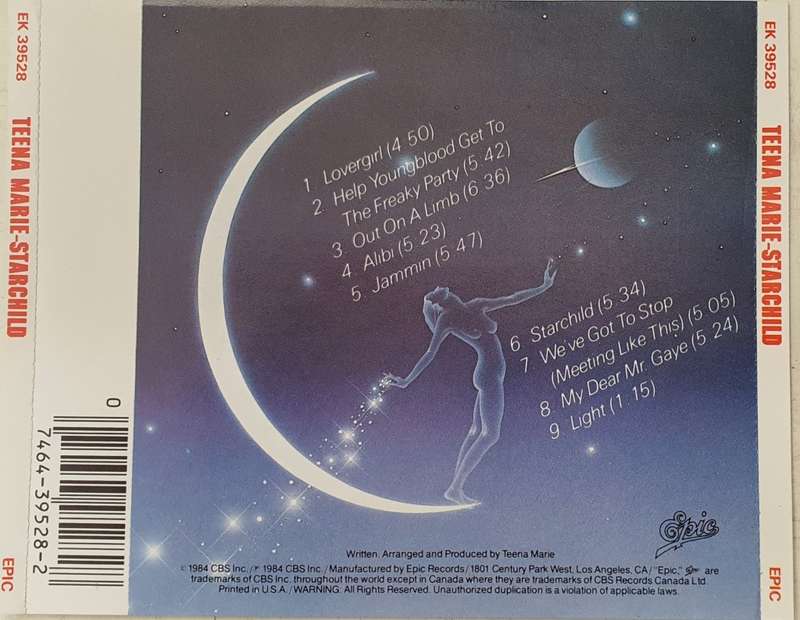 EK 39528
TEENA MARIE-STARCHILD
EPIC
0
7464-39528-2
1 Lovergirl (4:50)
2 Help Youngblood Get To
The Freaky Party (5:42)
3. Out On A Limb (6:36)
4. Alibi (5:23)
5 Jammin (5:47)
6 Starchild (5:34)
7 We've Got To Stop
(Meeting Like This) (5:05)
8 My Dear Mr. Gaye (5:24)
9. Light (1:15)
Epic
Written, Arranged and Produced by Teena Marie
© 1984 CBS Inc. / ℗ 1984 CBS Inc. / Manufactured by Epic Records / 1801 Century Park West, Los Angeles, CA / "Epic," Epic are
trademarks of CBS Inc. throughout the world except in Canada where they are trademarks of CBS Records Canada Ltd.
Printed in U.S.A. / WARNING: All Rights Reserved. Unauthorized duplication is a violation of applicable laws.
EK 39528
TEENA MARIE-STARCHILD
EPIC